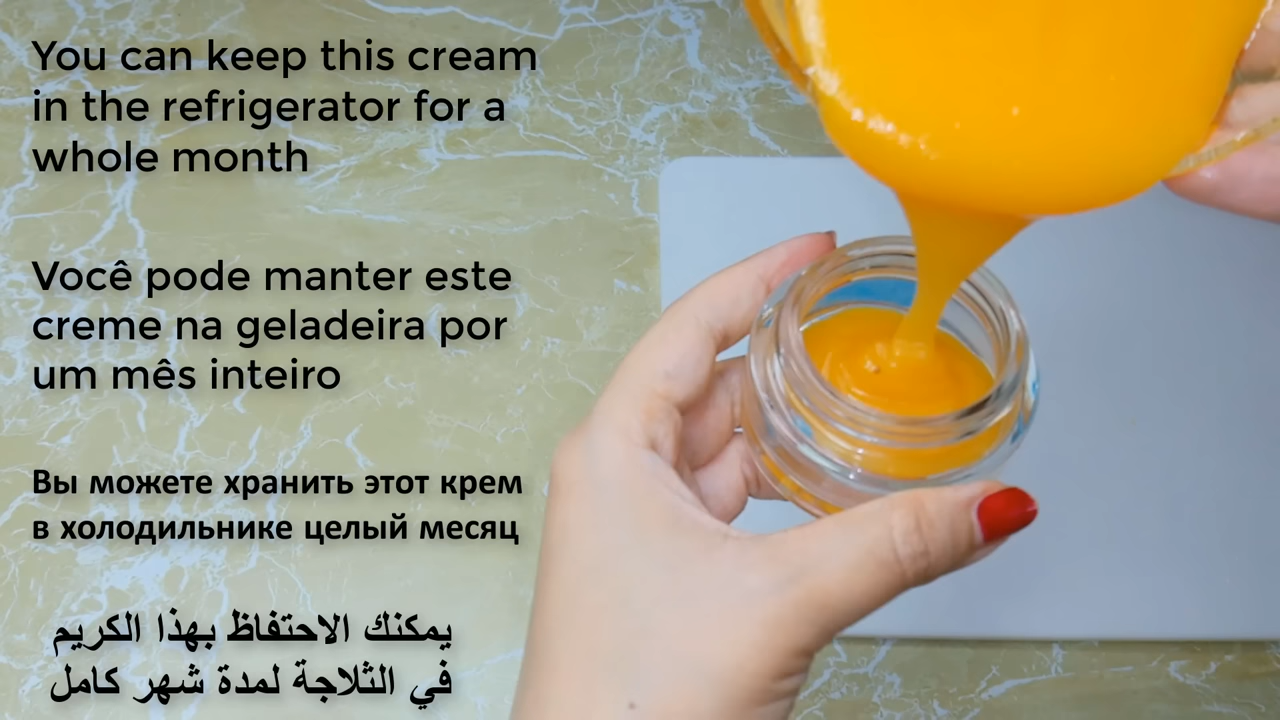 You can keep this cream
in the refrigerator for a
whole month
Você pode manter este
creme na geladeira por
um mês inteiro
Вы можете хранить этот крем
в холодильнике целый месяц
يمكنك الاحتفاظ بهذا الكريم
في الثلاجة لمدة شهر كامل